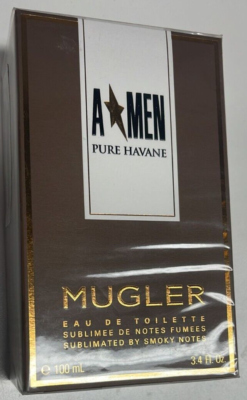 A★MEN
PURE HAVANE
MUGLER
EAU DE TOILETTE
SUBLIMEE DE NOTES FUMEES
SUBLIMATED BY SMOKY NOTES
℮ 100 mL 3.4 fl. oz